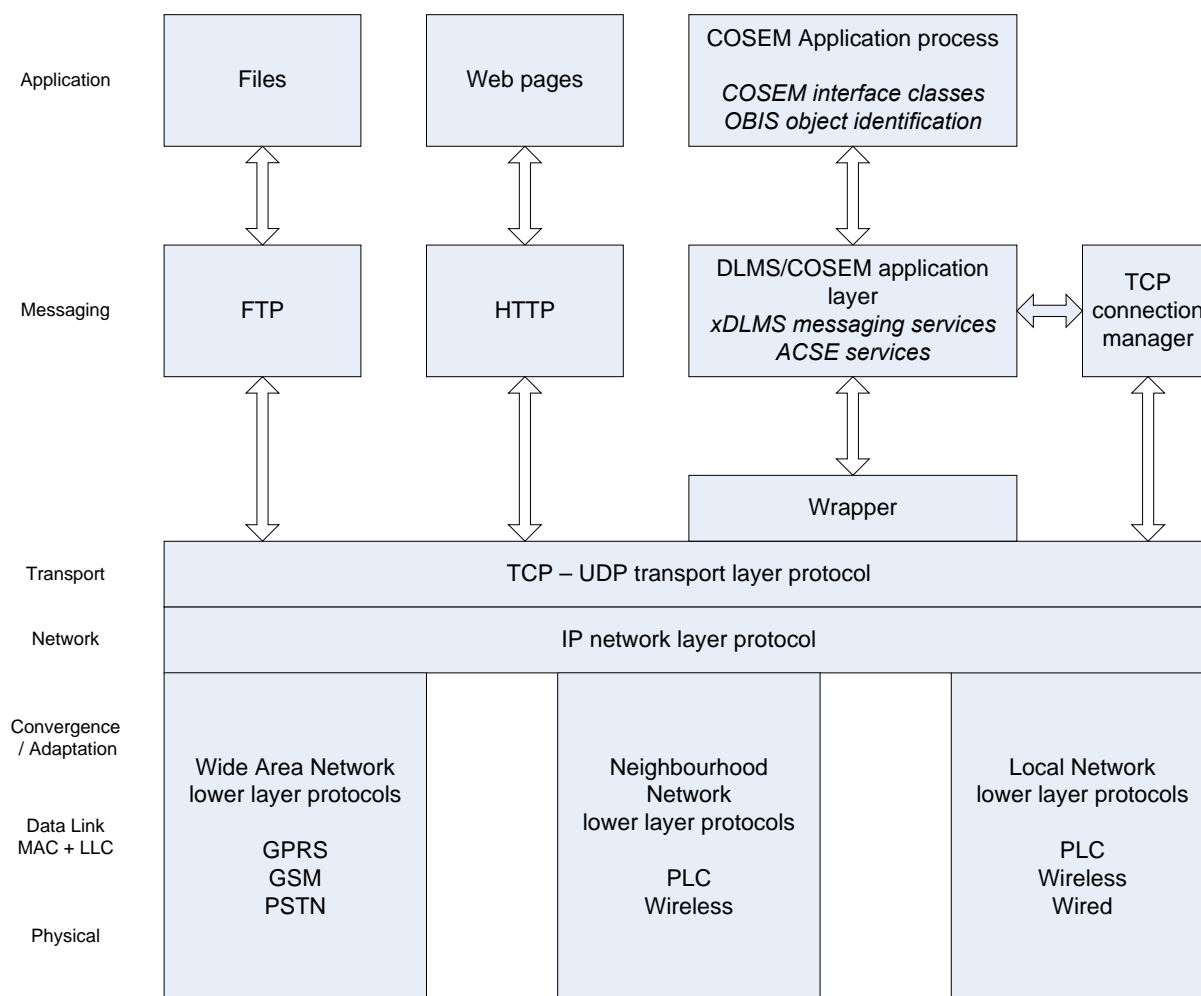 Application
Files
Web pages
COSEM Application process
COSEM interface classes
OBIS object identification
Messaging
FTP
HTTP
DLMS/COSEM application
layer
xDLMS messaging services
ACSE services
TCP
connection
manager
Wrapper
Transport
TCP – UDP transport layer protocol
Network
IP network layer protocol
Convergence
/ Adaptation
Data Link
MAC + LLC
Physical
Wide Area Network
lower layer protocols
GPRS
GSM
PSTN
Neighbourhood
Network
lower layer protocols
PLC
Wireless
Local Network
lower layer protocols
PLC
Wireless
Wired